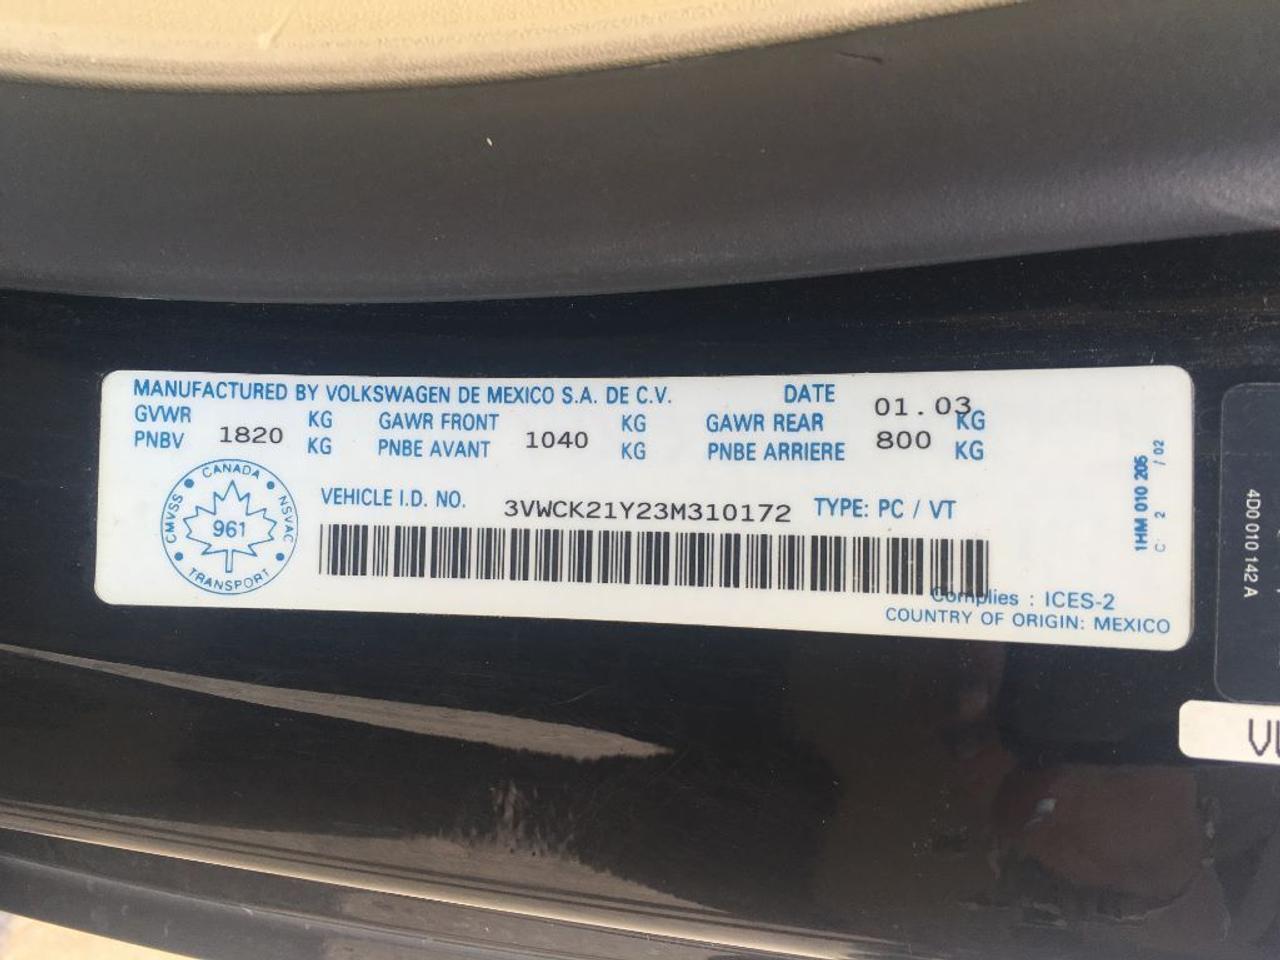 MANUFACTURED BY VOLKSWAGEN DE MEXICO S.A. DE C.V. DATE 01.03
GVWR KG GAWR FRONT KG GAWR REAR KG
PNBV 1820 KG PNBE AVANT 1040 KG PNBE ARRIERE 800 KG
VEHICLE I.D. NO. 3VWCK21Y23M310172 TYPE: PC / VT
CANADA
CMVSS
NSVAC
961
TRANSPORT
Complies : ICES-2
COUNTRY OF ORIGIN: MEXICO
1HM 010 205
C 2 / 02
4D0 010 142 A